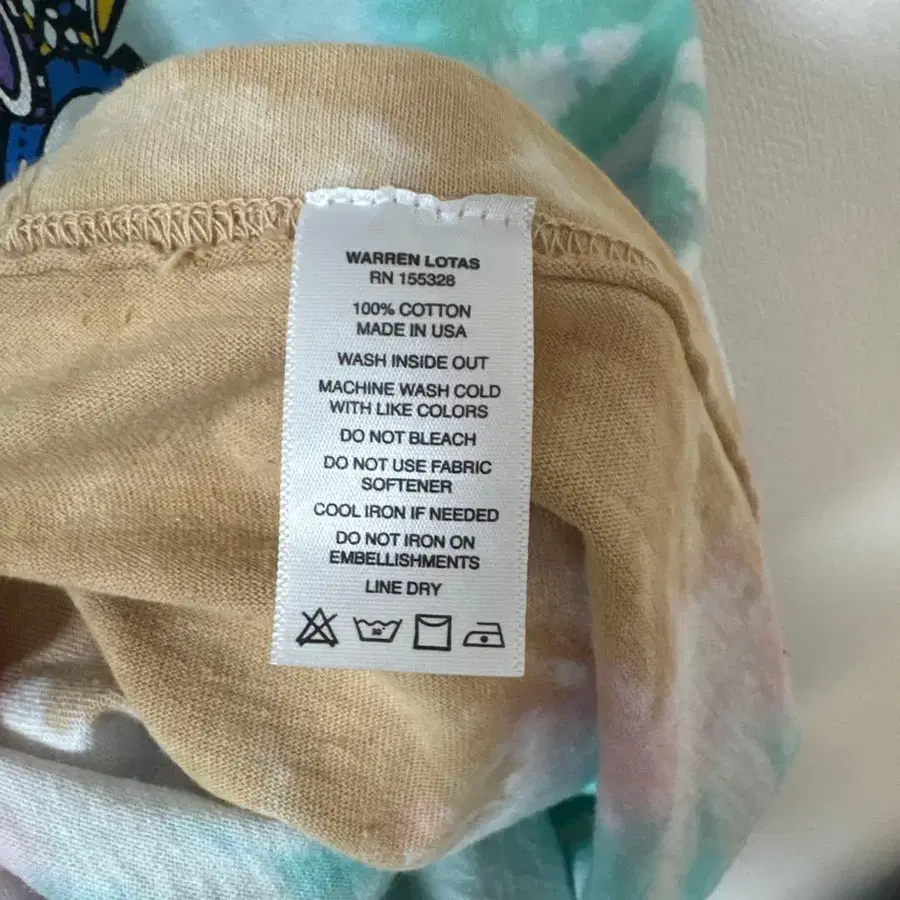 WARREN LOTAS
RN 155328
100% COTTON
MADE IN USA
WASH INSIDE OUT
MACHINE WASH COLD
WITH LIKE COLORS
DO NOT BLEACH
DO NOT USE FABRIC
SOFTENER
COOL IRON IF NEEDED
DO NOT IRON ON
EMBELLISHMENTS
LINE DRY
30